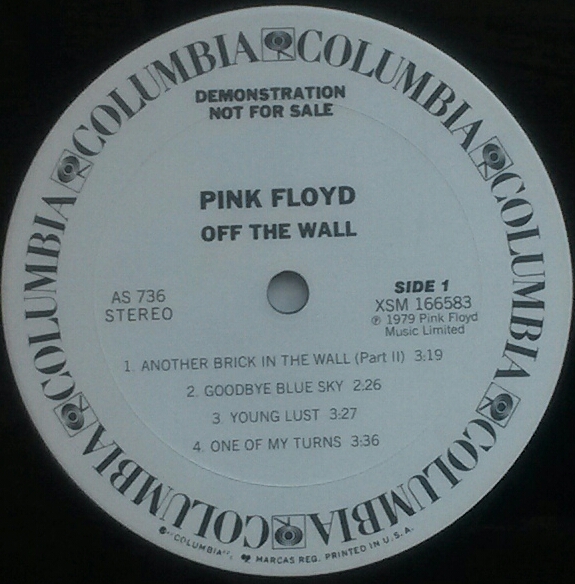 COLUMBIA COLUMBIA COLUMBIA COLUMBIA COLUMBIA COLUMBIA COLUMBIA COLUMBIA
DEMONSTRATION
NOT FOR SALE
PINK FLOYD
OFF THE WALL
AS 736
STEREO
SIDE 1
XSM 166583
℗ 1979 Pink Floyd
Music Limited
1. ANOTHER BRICK IN THE WALL (Part II) 3:19
2. GOODBYE BLUE SKY 2:26
3. YOUNG LUST 3:27
4. ONE OF MY TURNS 3:36
"COLUMBIA", MARCAS REG. PRINTED IN U.S.A.